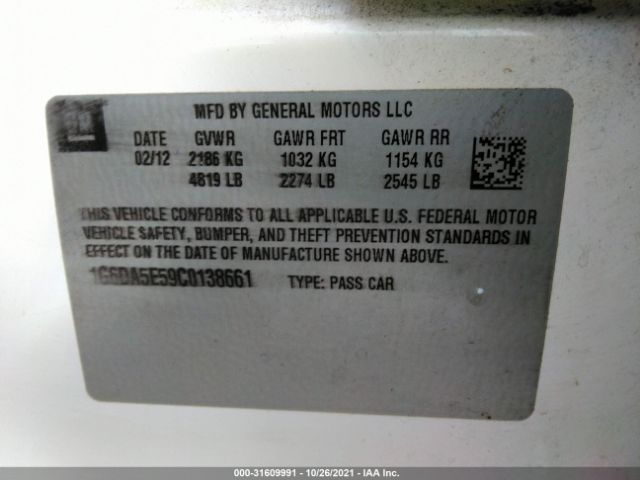 GM
MFD BY GENERAL MOTORS LLC
DATE GVWR GAWR FRT GAWR RR
02/12 2186 KG 1032 KG 1154 KG
4819 LB 2274 LB 2545 LB
THIS VEHICLE CONFORMS TO ALL APPLICABLE U.S. FEDERAL MOTOR
VEHICLE SAFETY, BUMPER, AND THEFT PREVENTION STANDARDS IN
EFFECT ON THE DATE OF MANUFACTURE SHOWN ABOVE.
1G6DA5E59C0138661 TYPE: PASS CAR
000-31609991 - 10/26/2021 - IAA Inc.